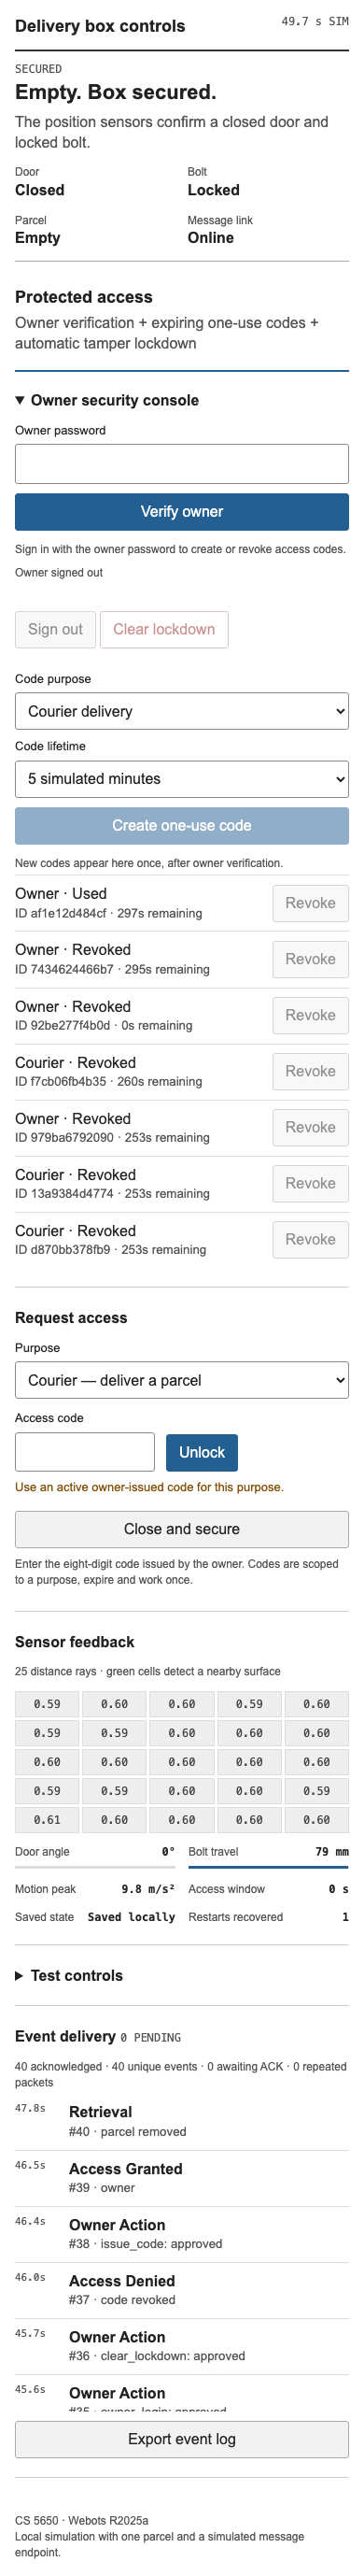 Delivery box controls
49.7 s SIM
SECURED
Empty. Box secured.
The position sensors confirm a closed door and
locked bolt.
Door
Bolt
Closed
Locked
Parcel
Message link
Empty
Online
Protected access
Owner verification + expiring one-use codes +
automatic tamper lockdown
▼ Owner security console
Owner password
Verify owner
Sign in with the owner password to create or revoke access codes.
Owner signed out
Sign out
Clear lockdown
Code purpose
Courier delivery
Code lifetime
5 simulated minutes
Create one-use code
New codes appear here once, after owner verification.
Owner · Used
ID af1e12d484cf · 297s remaining
Revoke
Owner · Revoked
ID 7434624466b7 · 295s remaining
Revoke
Owner · Revoked
ID 92be277f4b0d · 0s remaining
Revoke
Courier · Revoked
ID f7cb06fb4b35 · 260s remaining
Revoke
Owner · Revoked
ID 979ba6792090 · 253s remaining
Revoke
Courier · Revoked
ID 13a9384d4774 · 253s remaining
Revoke
Courier · Revoked
ID d870bb378fb9 · 253s remaining
Revoke
Request access
Purpose
Courier — deliver a parcel
Access code
Unlock
Use an active owner-issued code for this purpose.
Close and secure
Enter the eight-digit code issued by the owner. Codes are scoped
to a purpose, expire and work once.
Sensor feedback
25 distance rays · green cells detect a nearby surface
0.59 0.60 0.60 0.59 0.60
0.59 0.59 0.60 0.60 0.60
0.60 0.60 0.60 0.60 0.60
0.59 0.59 0.60 0.60 0.59
0.61 0.60 0.60 0.60 0.60
Door angle 0°
Bolt travel 79 mm
Motion peak 9.8 m/s²
Access window 0 s
Saved state Saved locally
Restarts recovered 1
▶ Test controls
Event delivery 0 PENDING
40 acknowledged · 40 unique events · 0 awaiting ACK · 0 repeated
packets
47.8s Retrieval
#40 · parcel removed
46.5s Access Granted
#39 · owner
46.4s Owner Action
#38 · issue_code: approved
46.0s Access Denied
#37 · code revoked
45.7s Owner Action
#36 · clear_lockdown: approved
45.6s Owner Action
#35 · owner_login: approved
Export event log
CS 5650 · Webots R2025a
Local simulation with one parcel and a simulated message
endpoint.